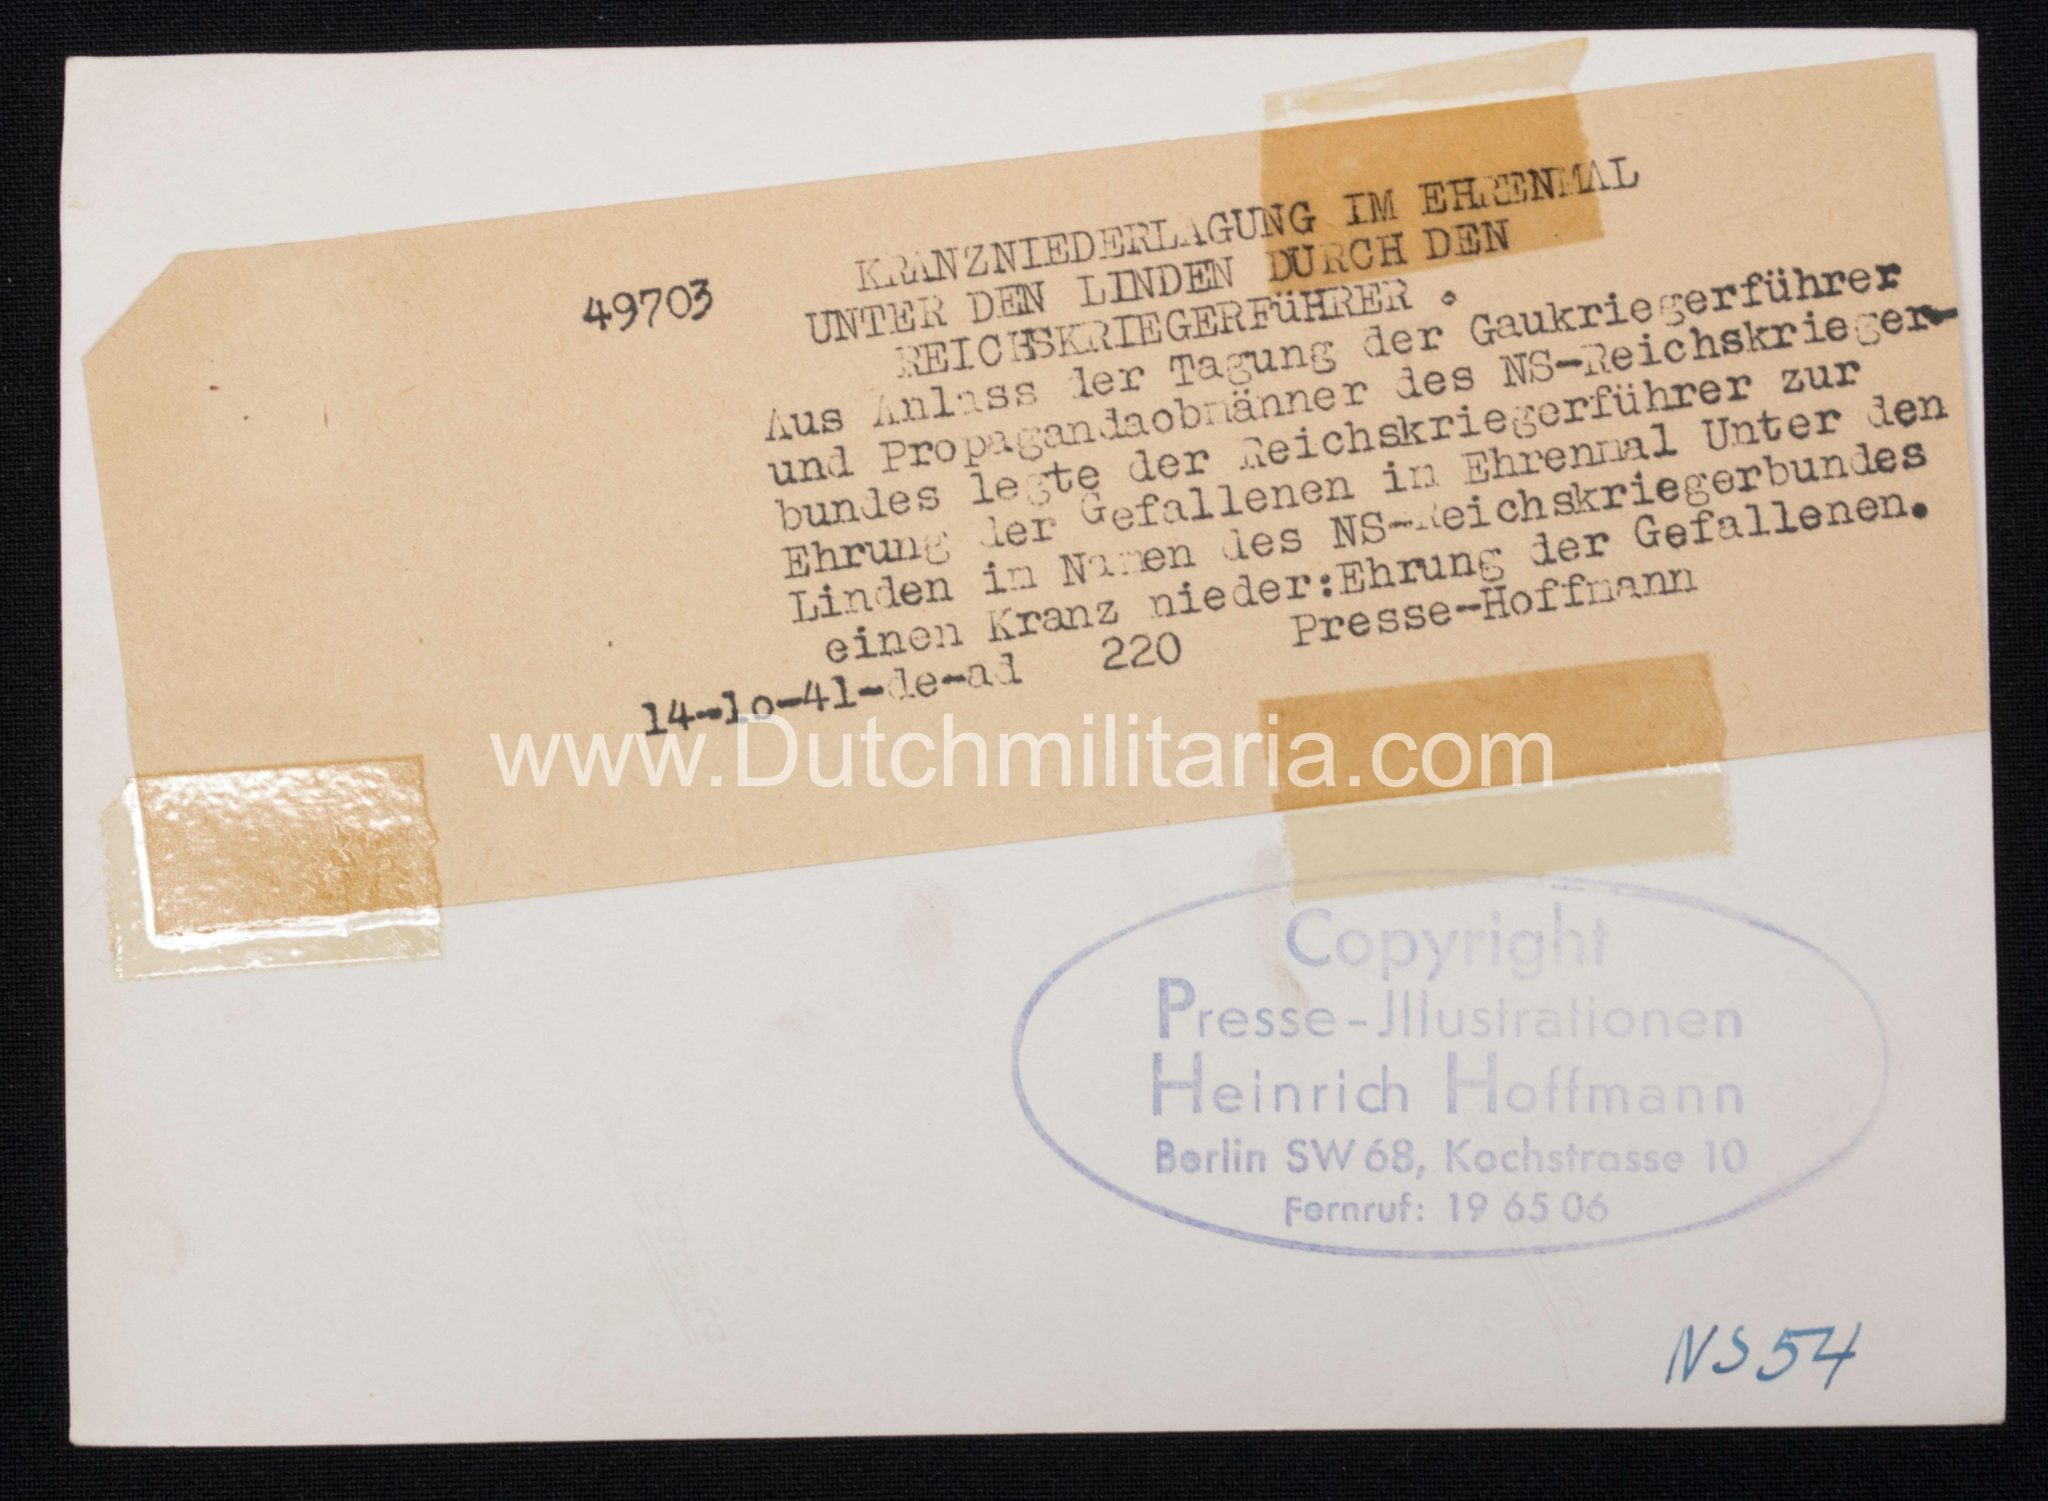 49703
KRANZNIEDERLAGUNG IM EHRENMAL
UNTER DEN LINDEN DURCH DEN
REICHSKRIEGERFüHRER .
Aus Anlass der Tagung der Gaukriegerführer
und Propagandaobmänner des NS-Reichskrieger-
bundes legte der Reichskriegerführer zur
Ehrung der Gefallenen im Ehrenmal Unter den
Linden im Namen des NS-Reichskriegerbundes
einen Kranz nieder:Ehrung der Gefallenen.
14-10-41-de-ad 220 Presse-Hoffmann
www.Dutchmilitaria.com
Copyright
Presse-Jllustrationen
Heinrich Hoffmann
Berlin SW 68, Kochstrasse 10
Fernruf: 19 65 06
NS54